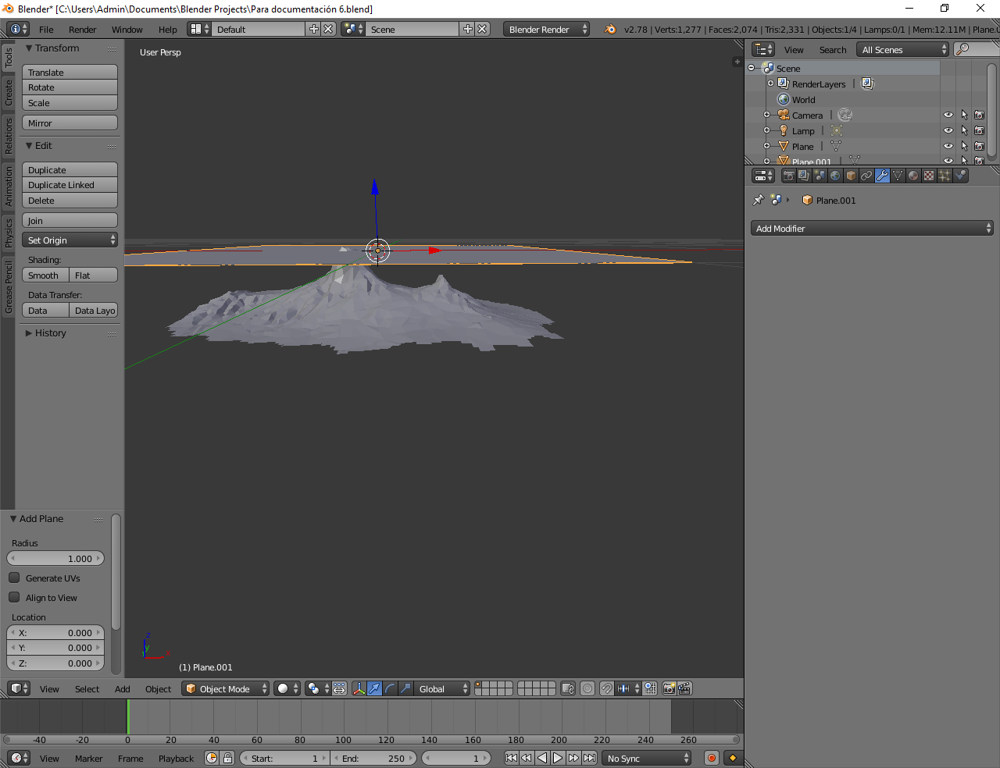 Blender* [C:\Users\Admin\Documents\Blender Projects\Para documentación 6.blend]
File Render Window Help Default Scene Blender Render v2.78 | Verts:1,277 | Faces:2,074 | Tris:2,331 | Objects:1/4 | Lamps:0/1 | Mem:12.11M | Plane.
Tools
Create
Relations
Animation
Physics
Grease Pencil
Transform
Translate
Rotate
Scale
Mirror
Edit
Duplicate
Duplicate Linked
Delete
Join
Set Origin
Shading:
Smooth Flat
Data Transfer:
Data Data Layo
History
Add Plane
Radius
1.000
Generate UVs
Align to View
Location
X: 0.000
Y: 0.000
Z: 0.000
User Persp
z
y
x
(1) Plane.001
View Select Add Object Object Mode Global
-40 -20 0 20 40 60 80 100 120 140 160 180 200 220 240 260
View Marker Frame Playback Start: 1 End: 250 1 No Sync
View Search All Scenes
Scene
RenderLayers |
World
Camera |
Lamp |
Plane |
Plane.001 |
Plane.001
Add Modifier